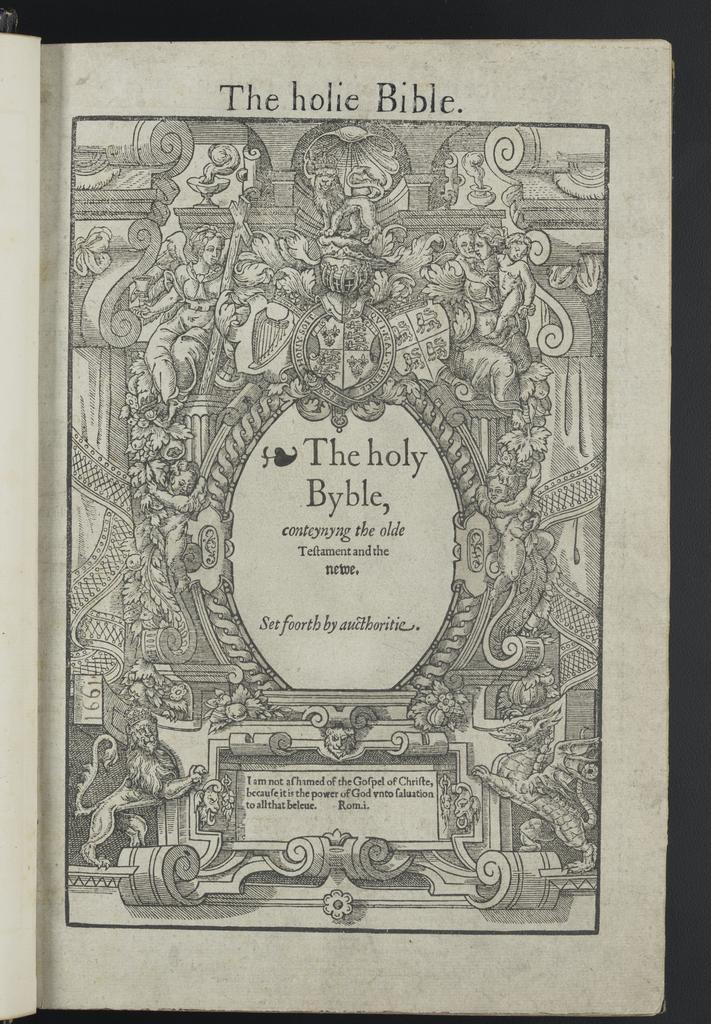 The holie Bible.
The holy
Byble,
conteynyng the olde
Teſtament and the
newe.
Set foorth by aucthoritie.
1661
I am not aſhamed of the Goſpel of Chriſte,
becauſe it is the power of God vnto ſaluation
to all that beleue. Rom.i.